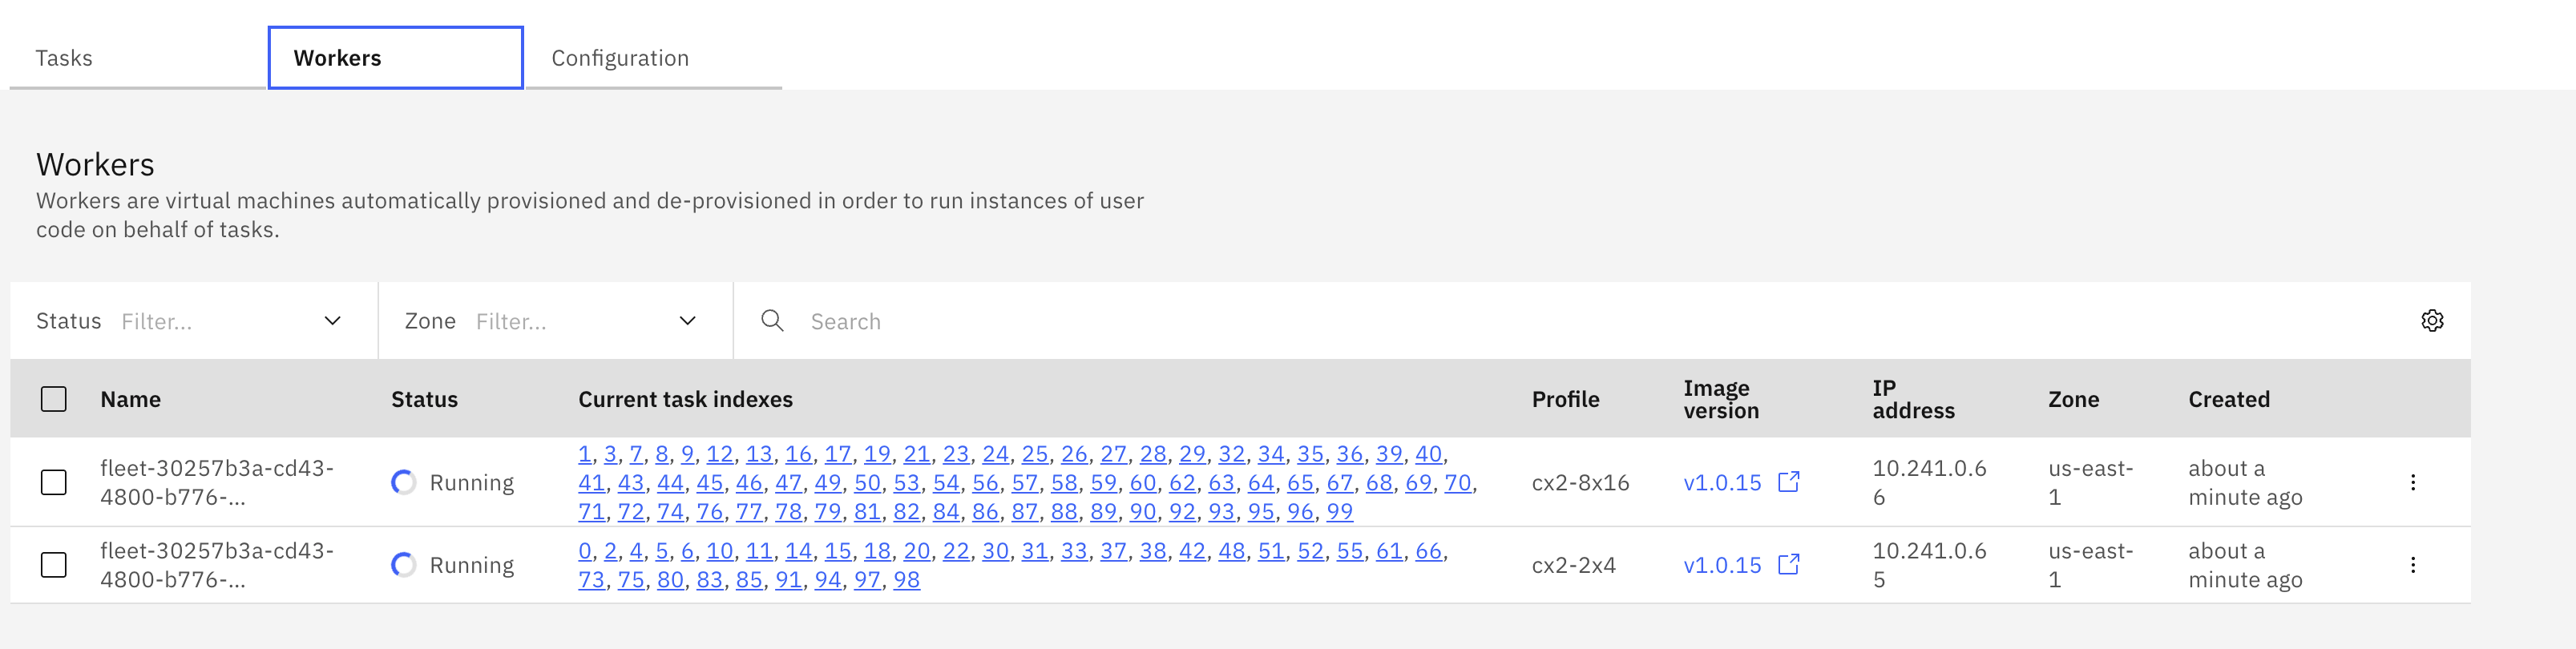 Tasks
Workers
Configuration
Workers
Workers are virtual machines automatically provisioned and de-provisioned in order to run instances of user
code on behalf of tasks.
Status Filter...
Zone Filter...
Search
Name
Status
Current task indexes
Profile
Image
version
IP
address
Zone
Created
fleet-30257b3a-cd43-
4800-b776-...
Running
1, 3, 7, 8, 9, 12, 13, 16, 17, 19, 21, 23, 24, 25, 26, 27, 28, 29, 32, 34, 35, 36, 39, 40,
41, 43, 44, 45, 46, 47, 49, 50, 53, 54, 56, 57, 58, 59, 60, 62, 63, 64, 65, 67, 68, 69, 70,
71, 72, 74, 76, 77, 78, 79, 81, 82, 84, 86, 87, 88, 89, 90, 92, 93, 95, 96, 99
cx2-8x16
v1.0.15
10.241.0.6
6
us-east-
1
about a
minute ago
fleet-30257b3a-cd43-
4800-b776-...
Running
0, 2, 4, 5, 6, 10, 11, 14, 15, 18, 20, 22, 30, 31, 33, 37, 38, 42, 48, 51, 52, 55, 61, 66,
73, 75, 80, 83, 85, 91, 94, 97, 98
cx2-2x4
v1.0.15
10.241.0.6
5
us-east-
1
about a
minute ago